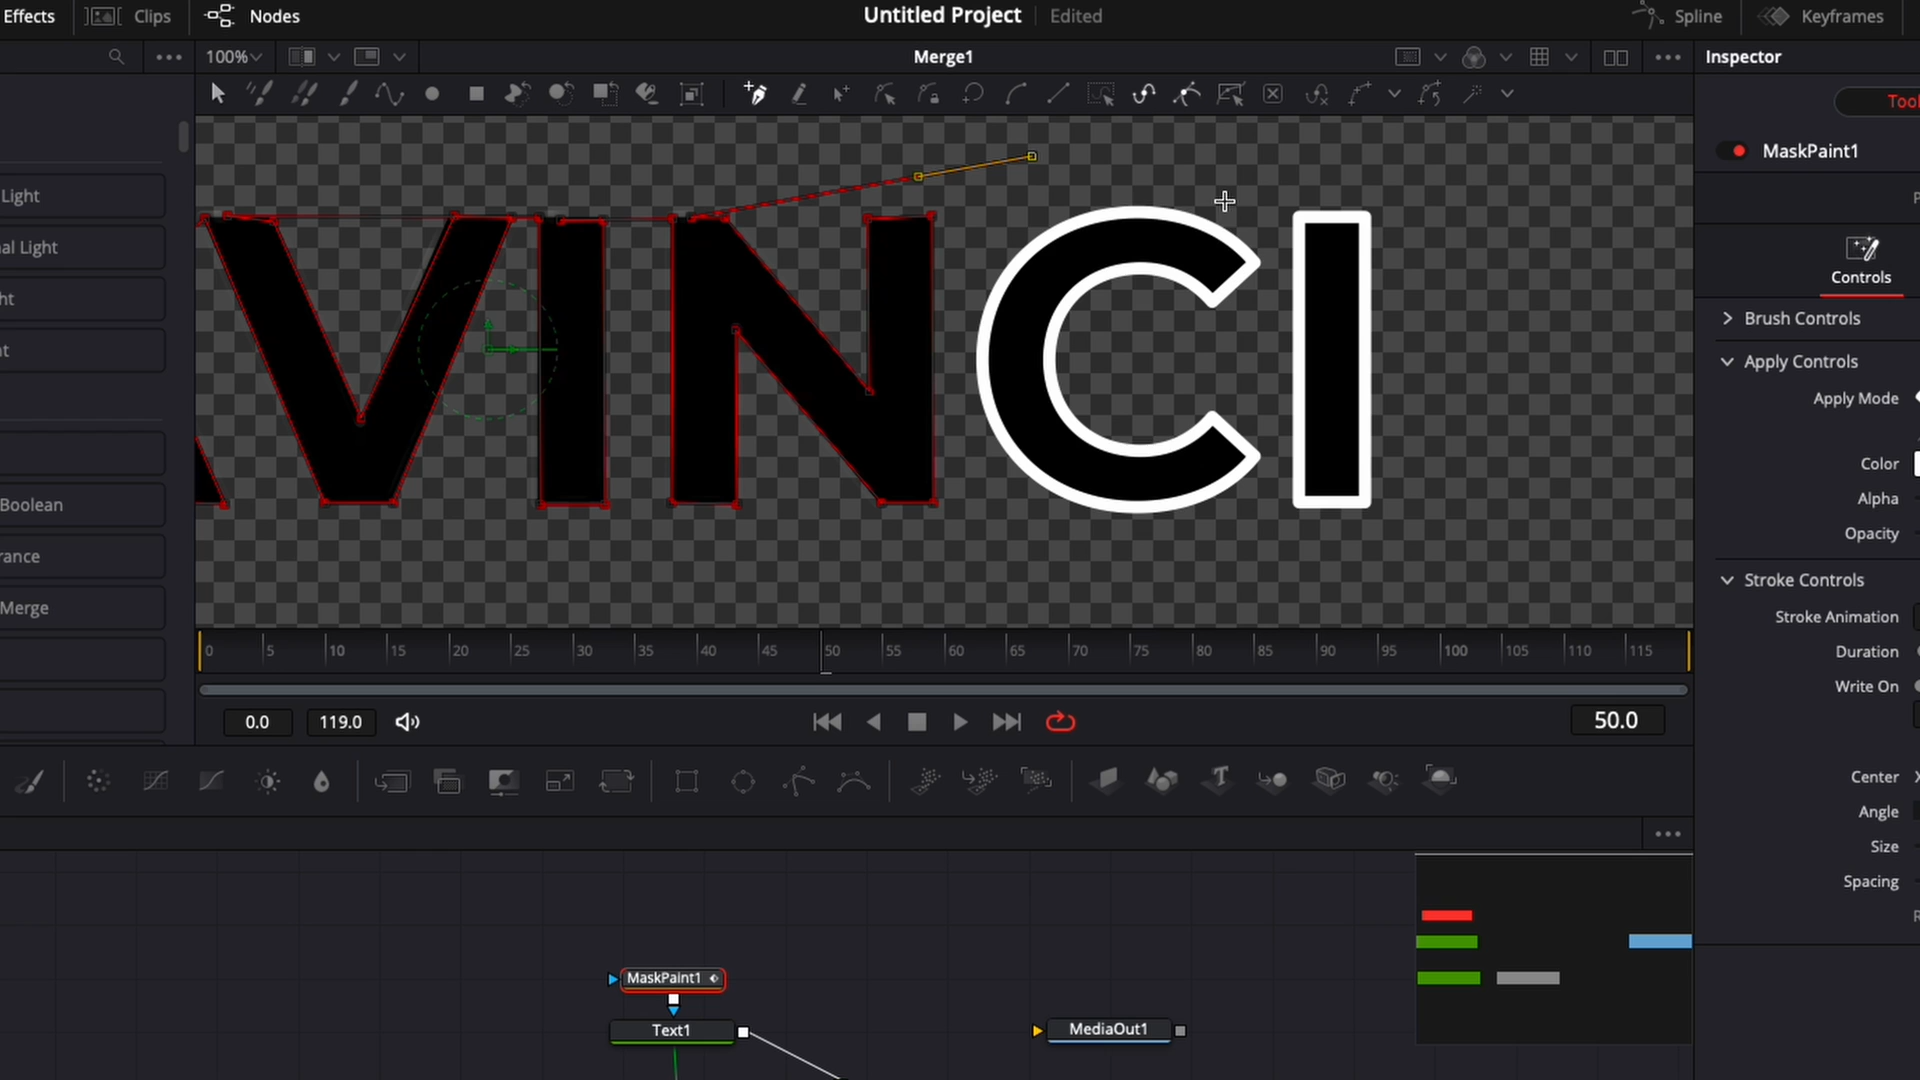 Effects Clips Nodes Untitled Project Edited Spline Keyframes
100% Merge1 Inspector
Tool
MaskPaint1
Light
al Light
ht
t
Boolean
rance
Merge
VINCI
Controls
Brush Controls
Apply Controls
Apply Mode
Color
Alpha
Opacity
Stroke Controls
Stroke Animation
Duration
Write On
Center X
Angle
Size
Spacing
0 5 10 15 20 25 30 35 40 45 50 55 60 65 70 75 80 85 90 95 100 105 110 115
0.0 119.0 50.0
MaskPaint1
Text1
MediaOut1